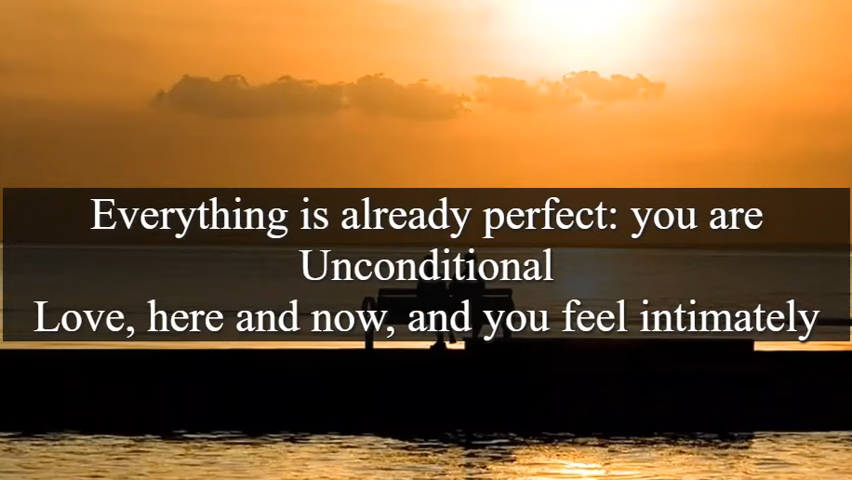 Everything is already perfect: you are
Unconditional
Love, here and now, and you feel intimately